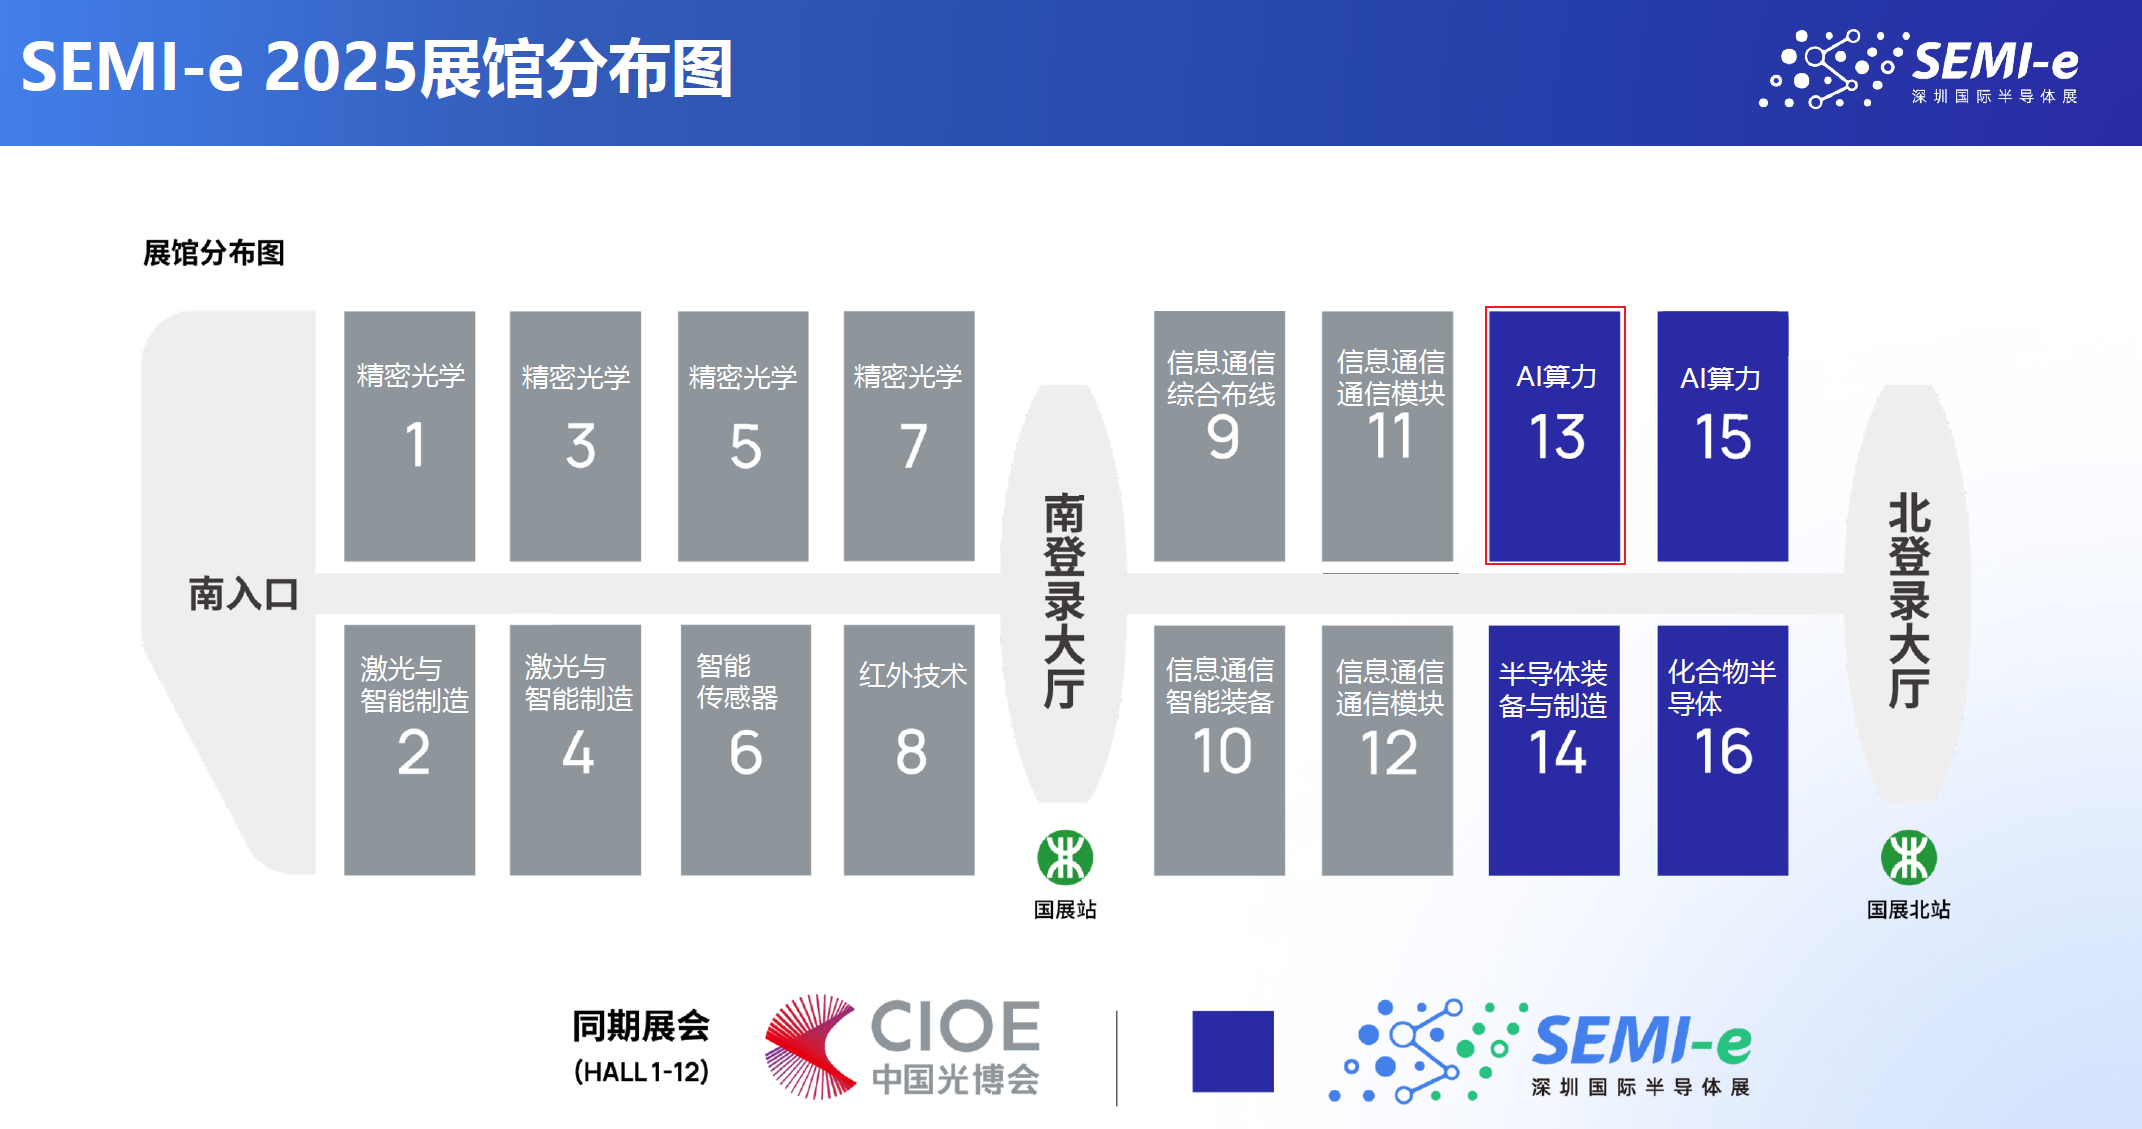 SEMI-e 2025展馆分布图
SEMI-e
深圳国际半导体展
展馆分布图
精密光学
1
精密光学
3
精密光学
5
精密光学
7
信息通信
综合布线
9
信息通信
通信模块
11
AI算力
13
AI算力
15
南入口
南登录大厅
北登录大厅
激光与
智能制造
2
激光与
智能制造
4
智能
传感器
6
红外技术
8
信息通信
智能装备
10
信息通信
通信模块
12
半导体装
备与制造
14
化合物半
导体
16
国展站
国展北站
同期展会
(HALL 1-12)
CIOE
中国光博会
SEMI-e
深圳国际半导体展